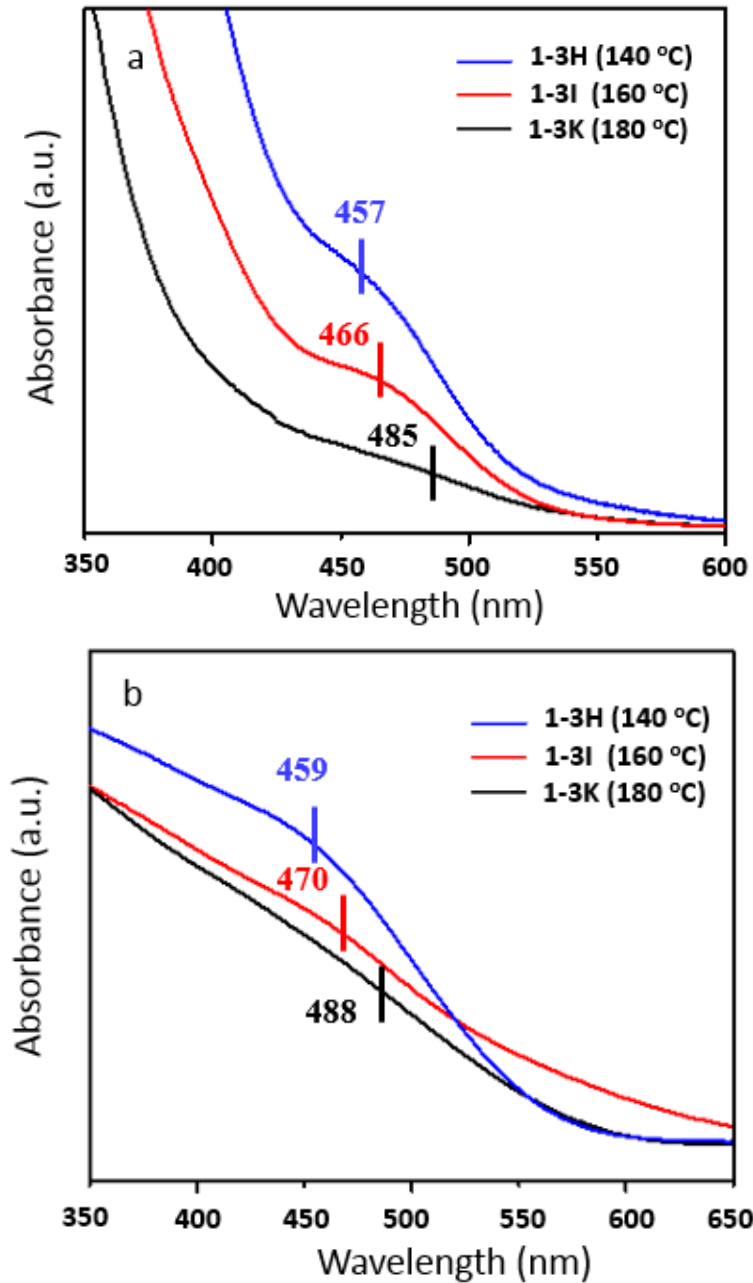 a
1-3H (140 °C)
1-3I (160 °C)
1-3K (180 °C)
457
466
485
Absorbance (a.u.)
350 400 450 500 550 600
Wavelength (nm)
b
1-3H (140 °C)
1-3I (160 °C)
1-3K (180 °C)
459
470
488
Absorbance (a.u.)
350 400 450 500 550 600 650
Wavelength (nm)